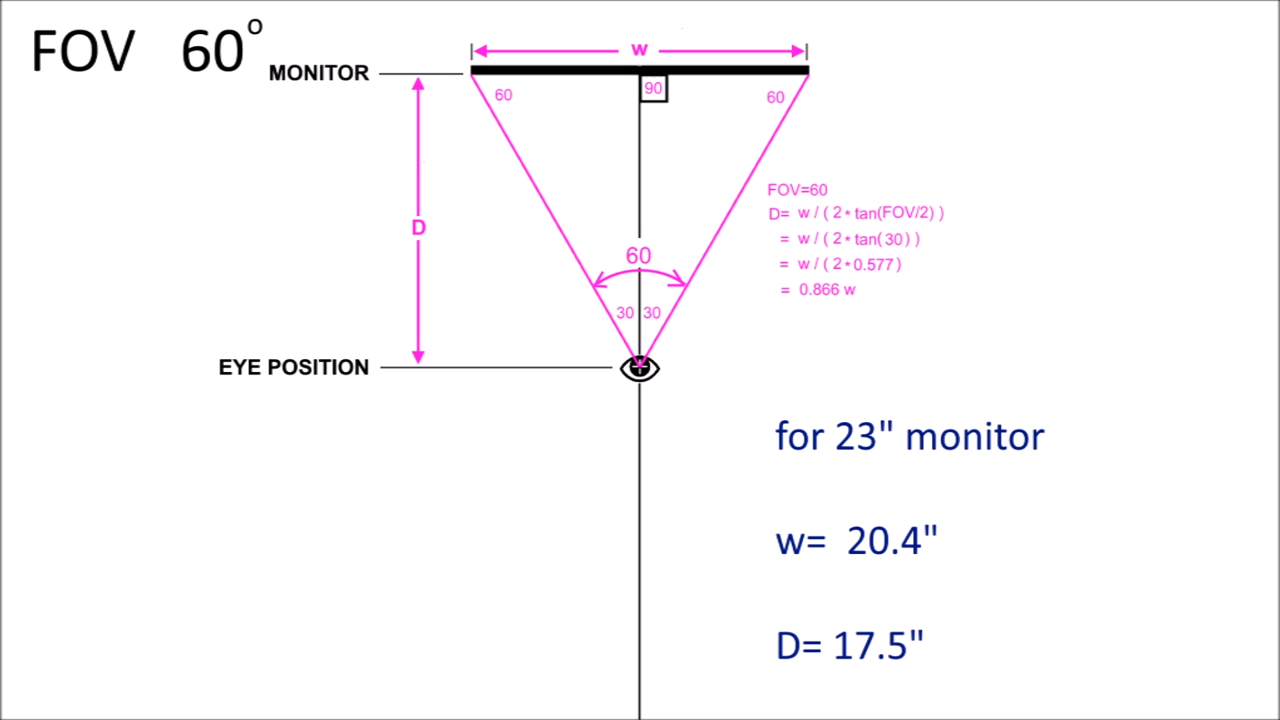 FOV 60°
w
MONITOR
60
90
60
FOV=60
D= w / ( 2 * tan(FOV/2) )
= w / ( 2 * tan( 30 ) )
= w / ( 2 * 0.577 )
= 0.866 w
D
60
30 30
EYE POSITION
for 23" monitor
w= 20.4"
D= 17.5"